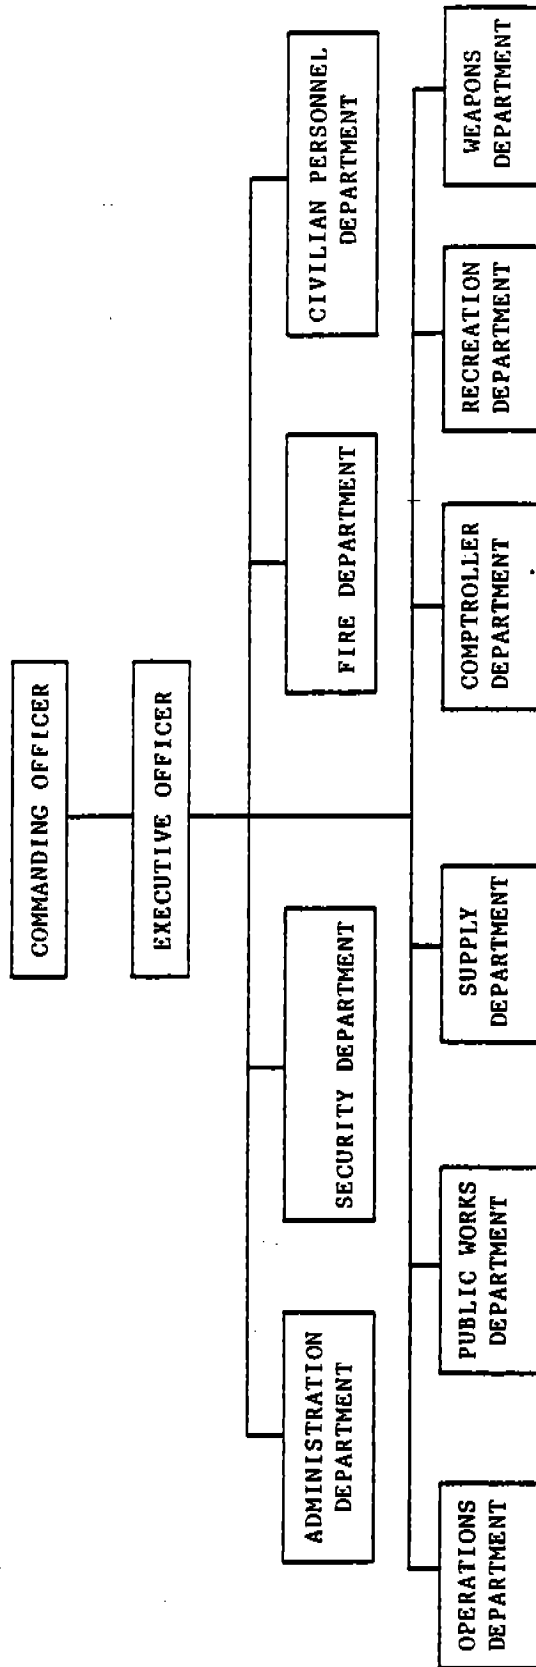 COMMANDING OFFICER
EXECUTIVE OFFICER
ADMINISTRATION
DEPARTMENT
SECURITY DEPARTMENT
FIRE DEPARTMENT
CIVILIAN PERSONNEL
DEPARTMENT
OPERATIONS
DEPARTMENT
PUBLIC WORKS
DEPARTMENT
SUPPLY
DEPARTMENT
COMPTROLLER
DEPARTMENT
RECREATION
DEPARTMENT
WEAPONS
DEPARTMENT